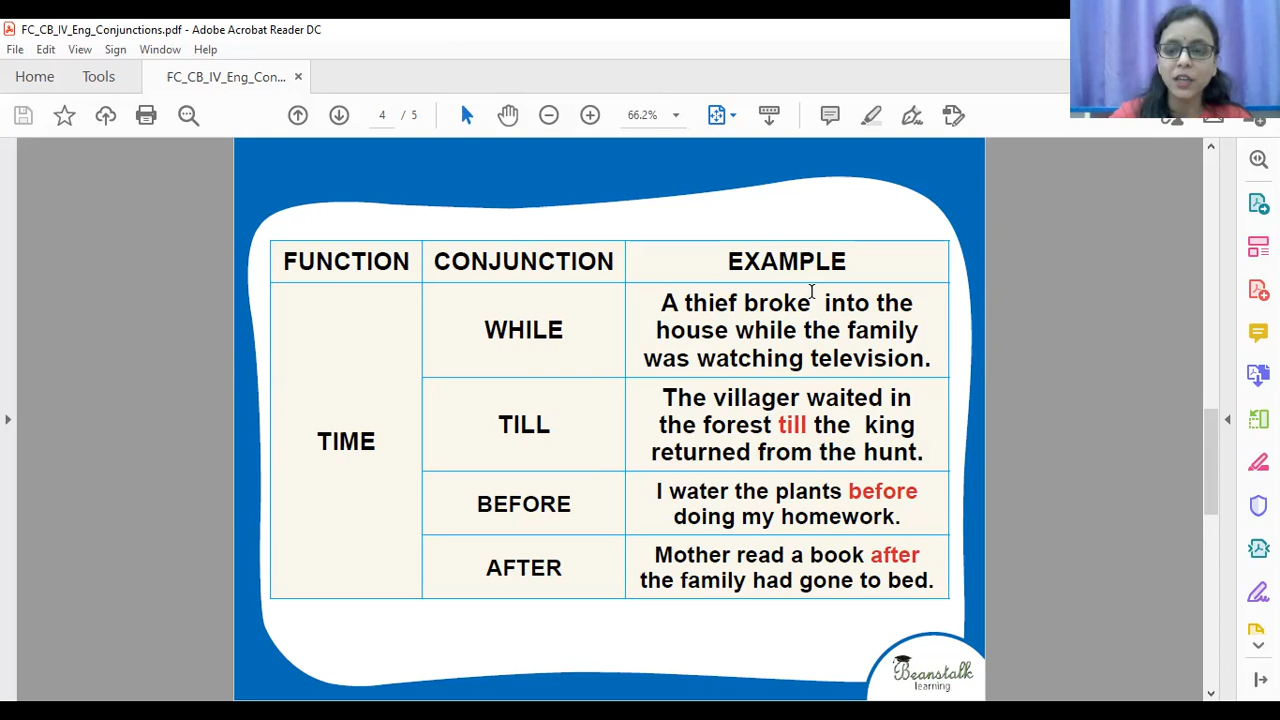 FC_CB_IV_Eng_Conjunctions.pdf - Adobe Acrobat Reader DC
File Edit View Sign Window Help
Home Tools FC_CB_IV_Eng_Con... ×
4 / 5 66.2%
FUNCTION CONJUNCTION EXAMPLE
TIME
WHILE
A thief broke into the
house while the family
was watching television.
TILL
The villager waited in
the forest till the king
returned from the hunt.
BEFORE
I water the plants before
doing my homework.
AFTER
Mother read a book after
the family had gone to bed.
Beanstalk
learning